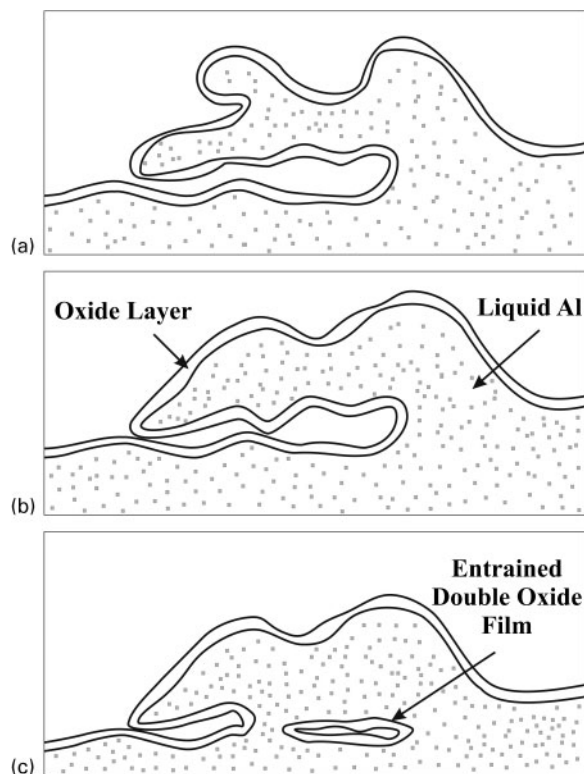 (a)
Oxide Layer
Liquid Al
(b)
Entrained
Double Oxide
Film
(c)